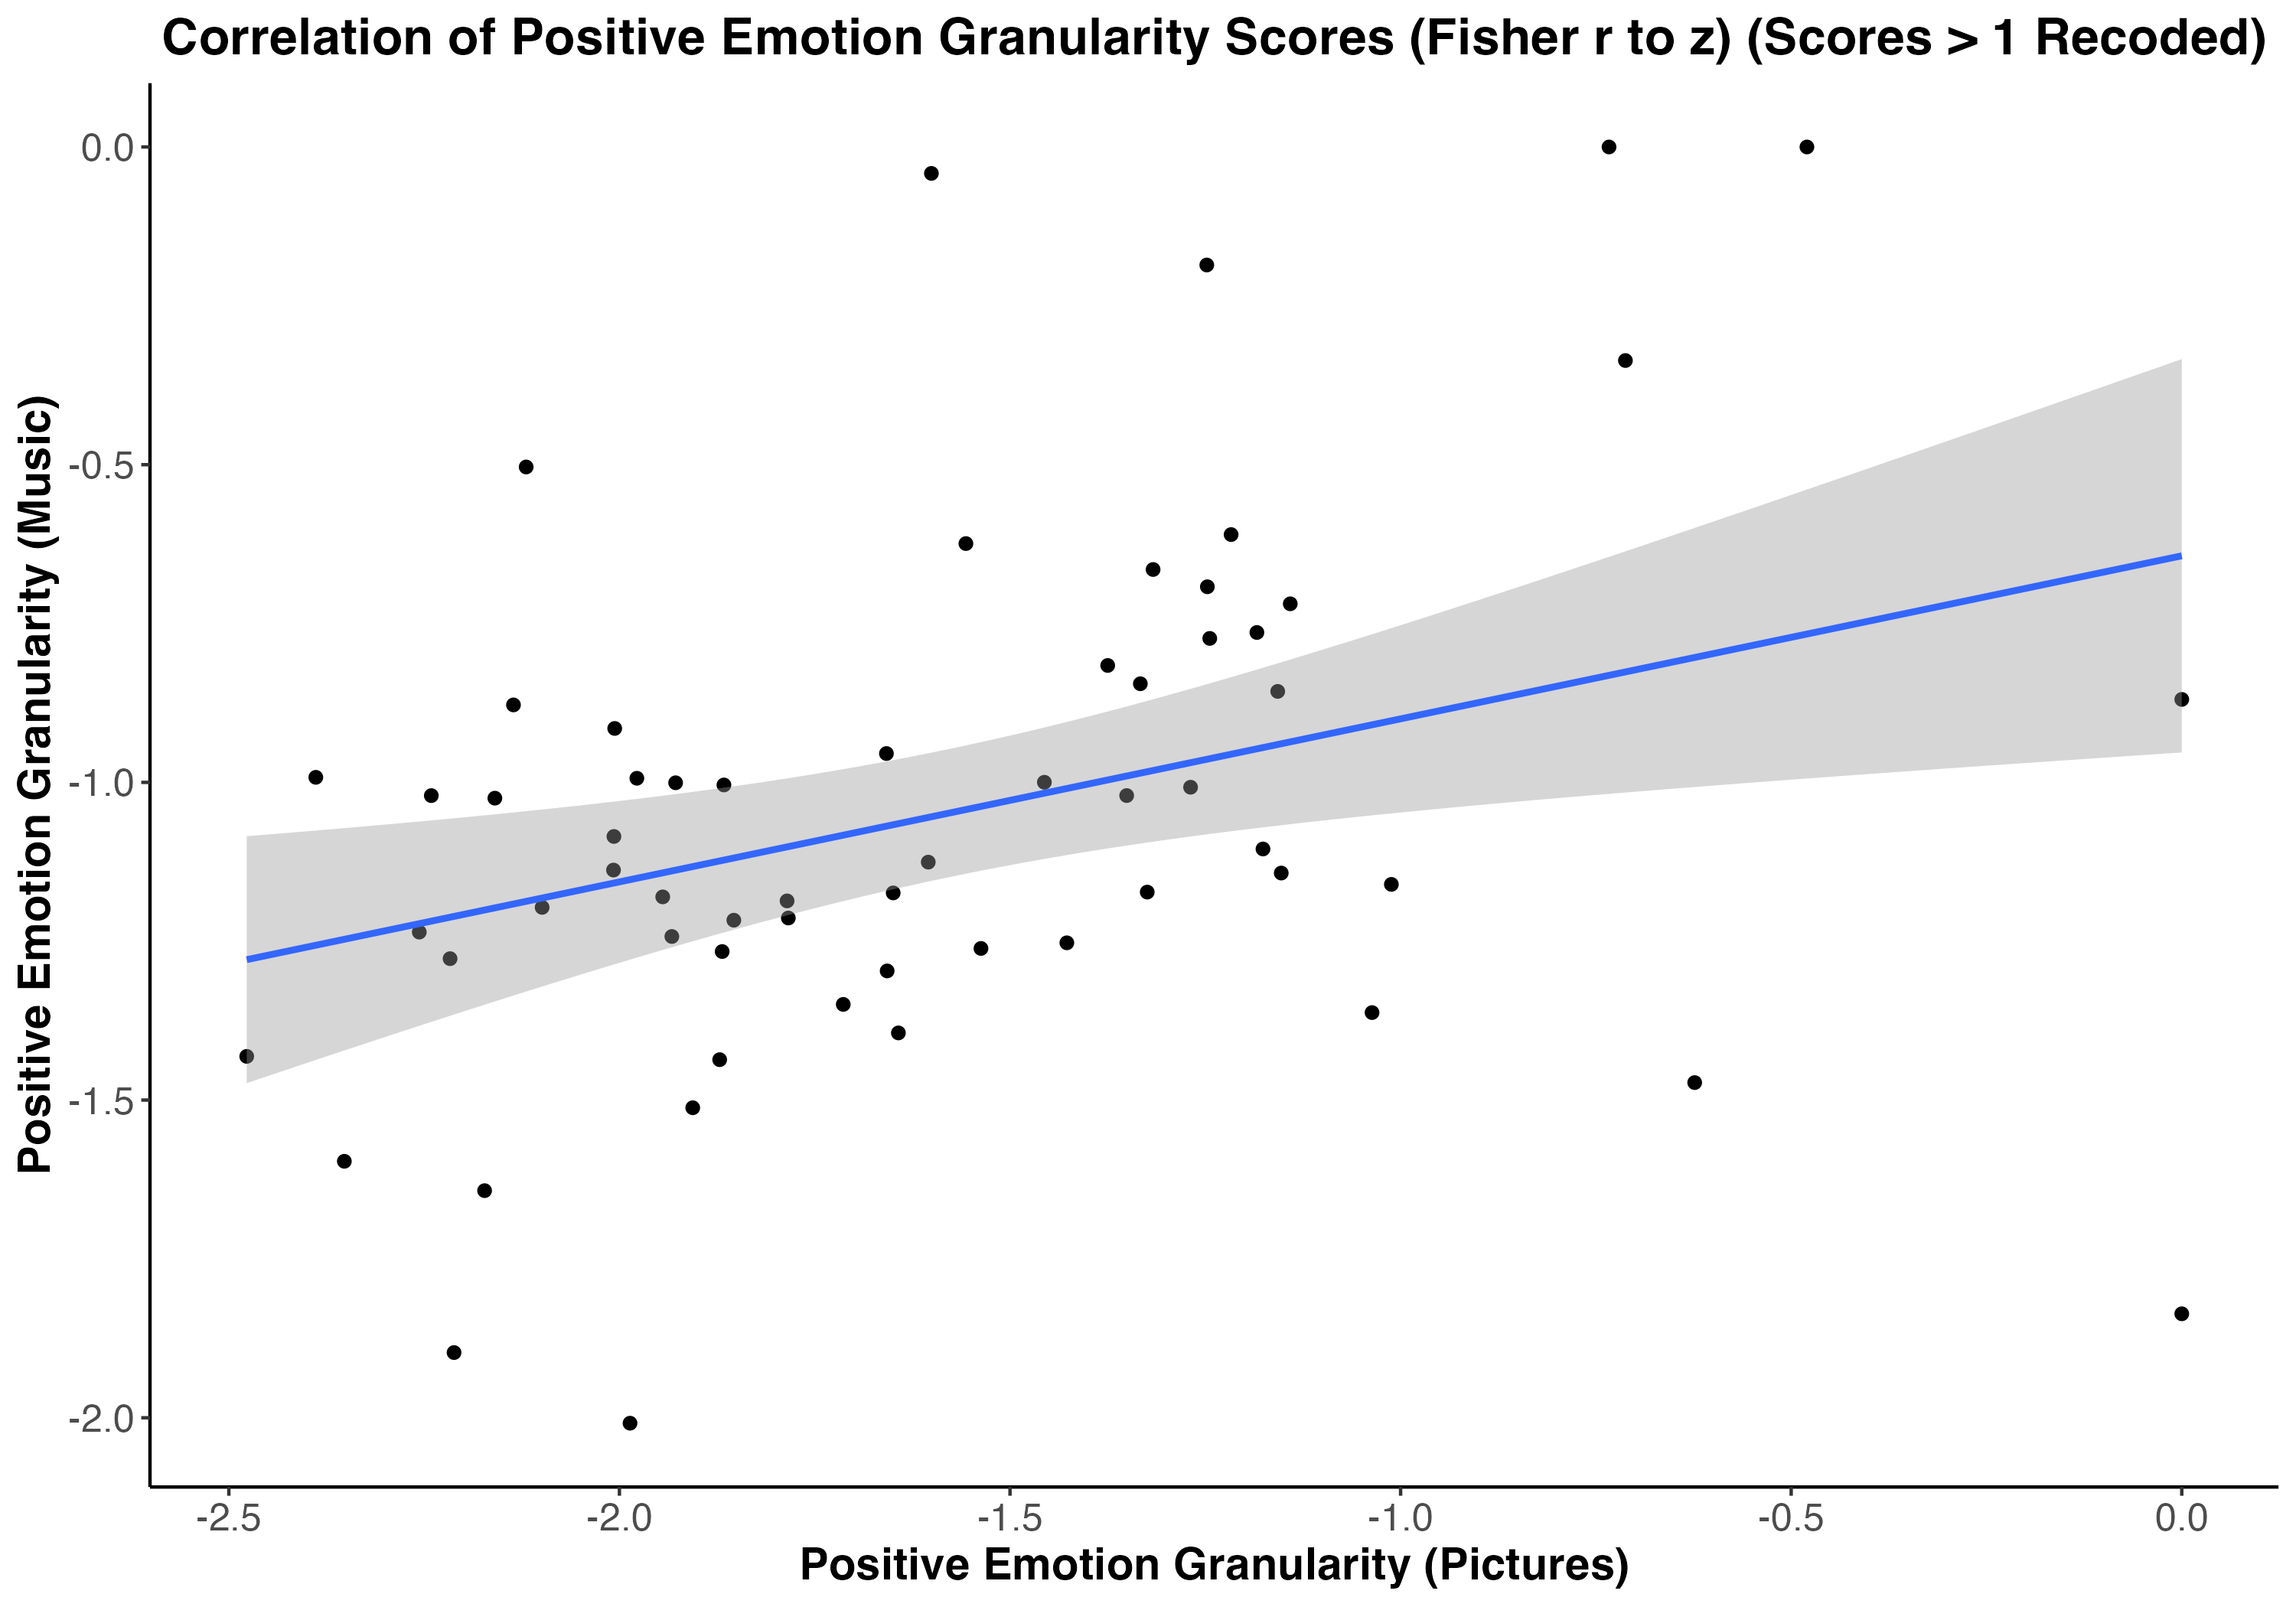 Correlation of Positive Emotion Granularity Scores (Fisher r to z) (Scores > 1 Recoded)
Positive Emotion Granularity (Music)
0.0
-0.5
-1.0
-1.5
-2.0
-2.5 -2.0 -1.5 -1.0 -0.5 0.0
Positive Emotion Granularity (Pictures)